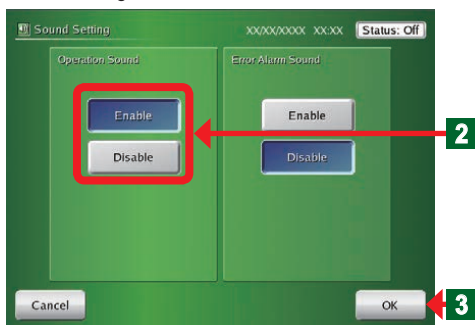 Sound Setting XX/XX/XXXX XX:XX Status: Off
Operation Sound Error Alarm Sound
Enable Enable
Disable Disable
2
Cancel OK 3